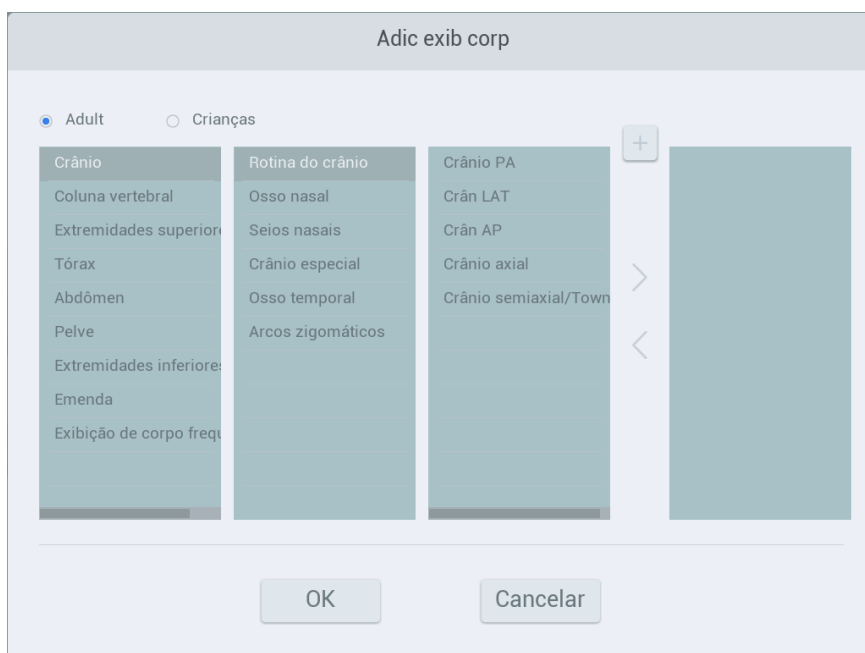 Adic exib corp
Adult
Crianças
Crânio
Coluna vertebral
Extremidades superior
Tórax
Abdômen
Pelve
Extremidades inferiores
Emenda
Exibição de corpo frequ
Rotina do crânio
Osso nasal
Seios nasais
Crânio especial
Osso temporal
Arcos zigomáticos
Crânio PA
Crân LAT
Crân AP
Crânio axial
Crânio semiaxial/Town
+
OK
Cancelar